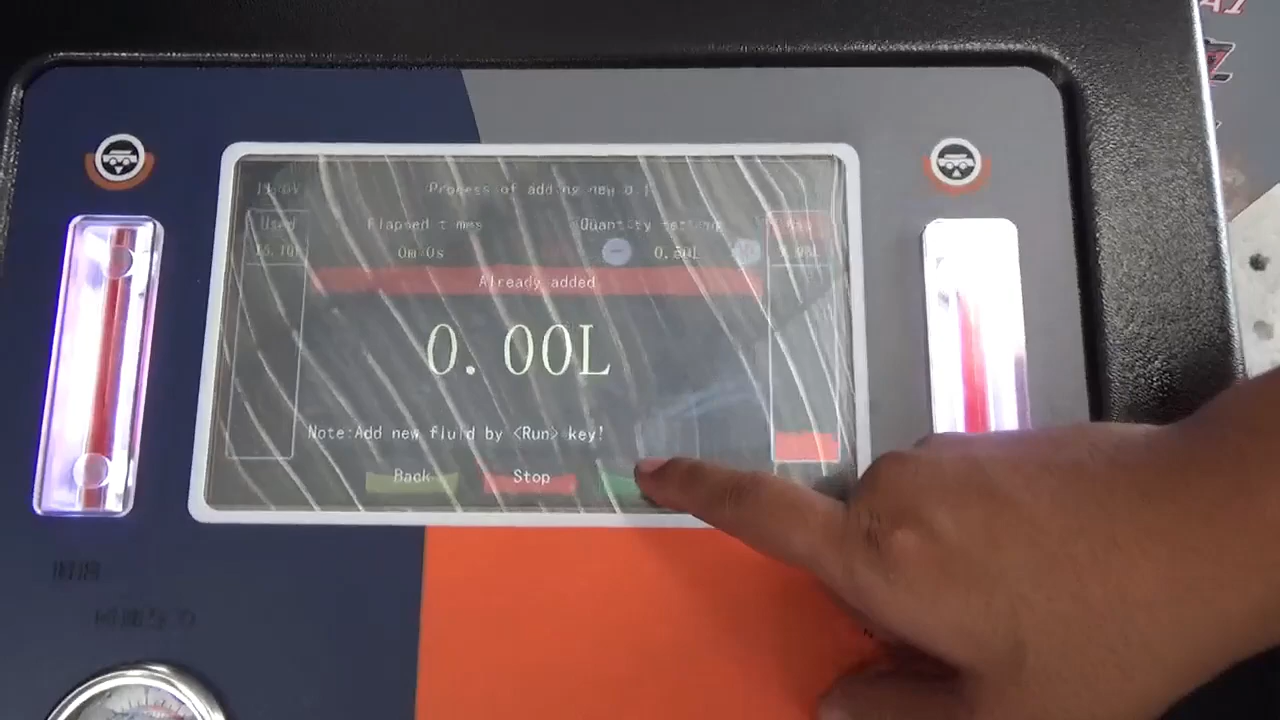 Process of adding new oil
Used
Elapsed times
Quantity setting
0m 0s
0.50L
Already added
0.00L
Note:Add new fluid by <Run> key!
Back
Stop